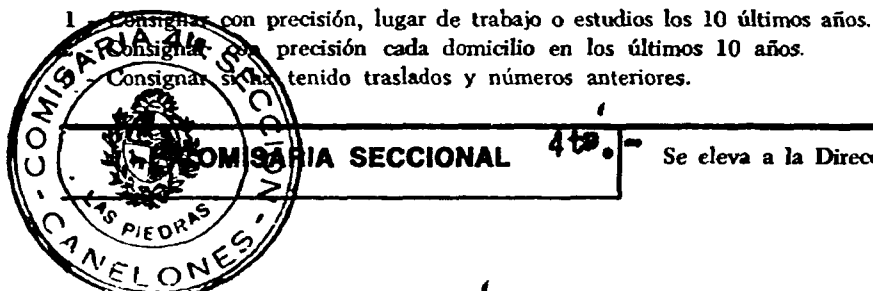 1 - Consignar con precisión, lugar de trabajo o estudios los 10 últimos años.
Consignar con precisión cada domicilio en los últimos 10 años.
Consignar si ha tenido traslados y números anteriores.
COMISARIA SECCIONAL 4ta.-
Se eleva a la Direc
COMISARIA 4ta SECCION
LAS PIEDRAS
- CANELONES -